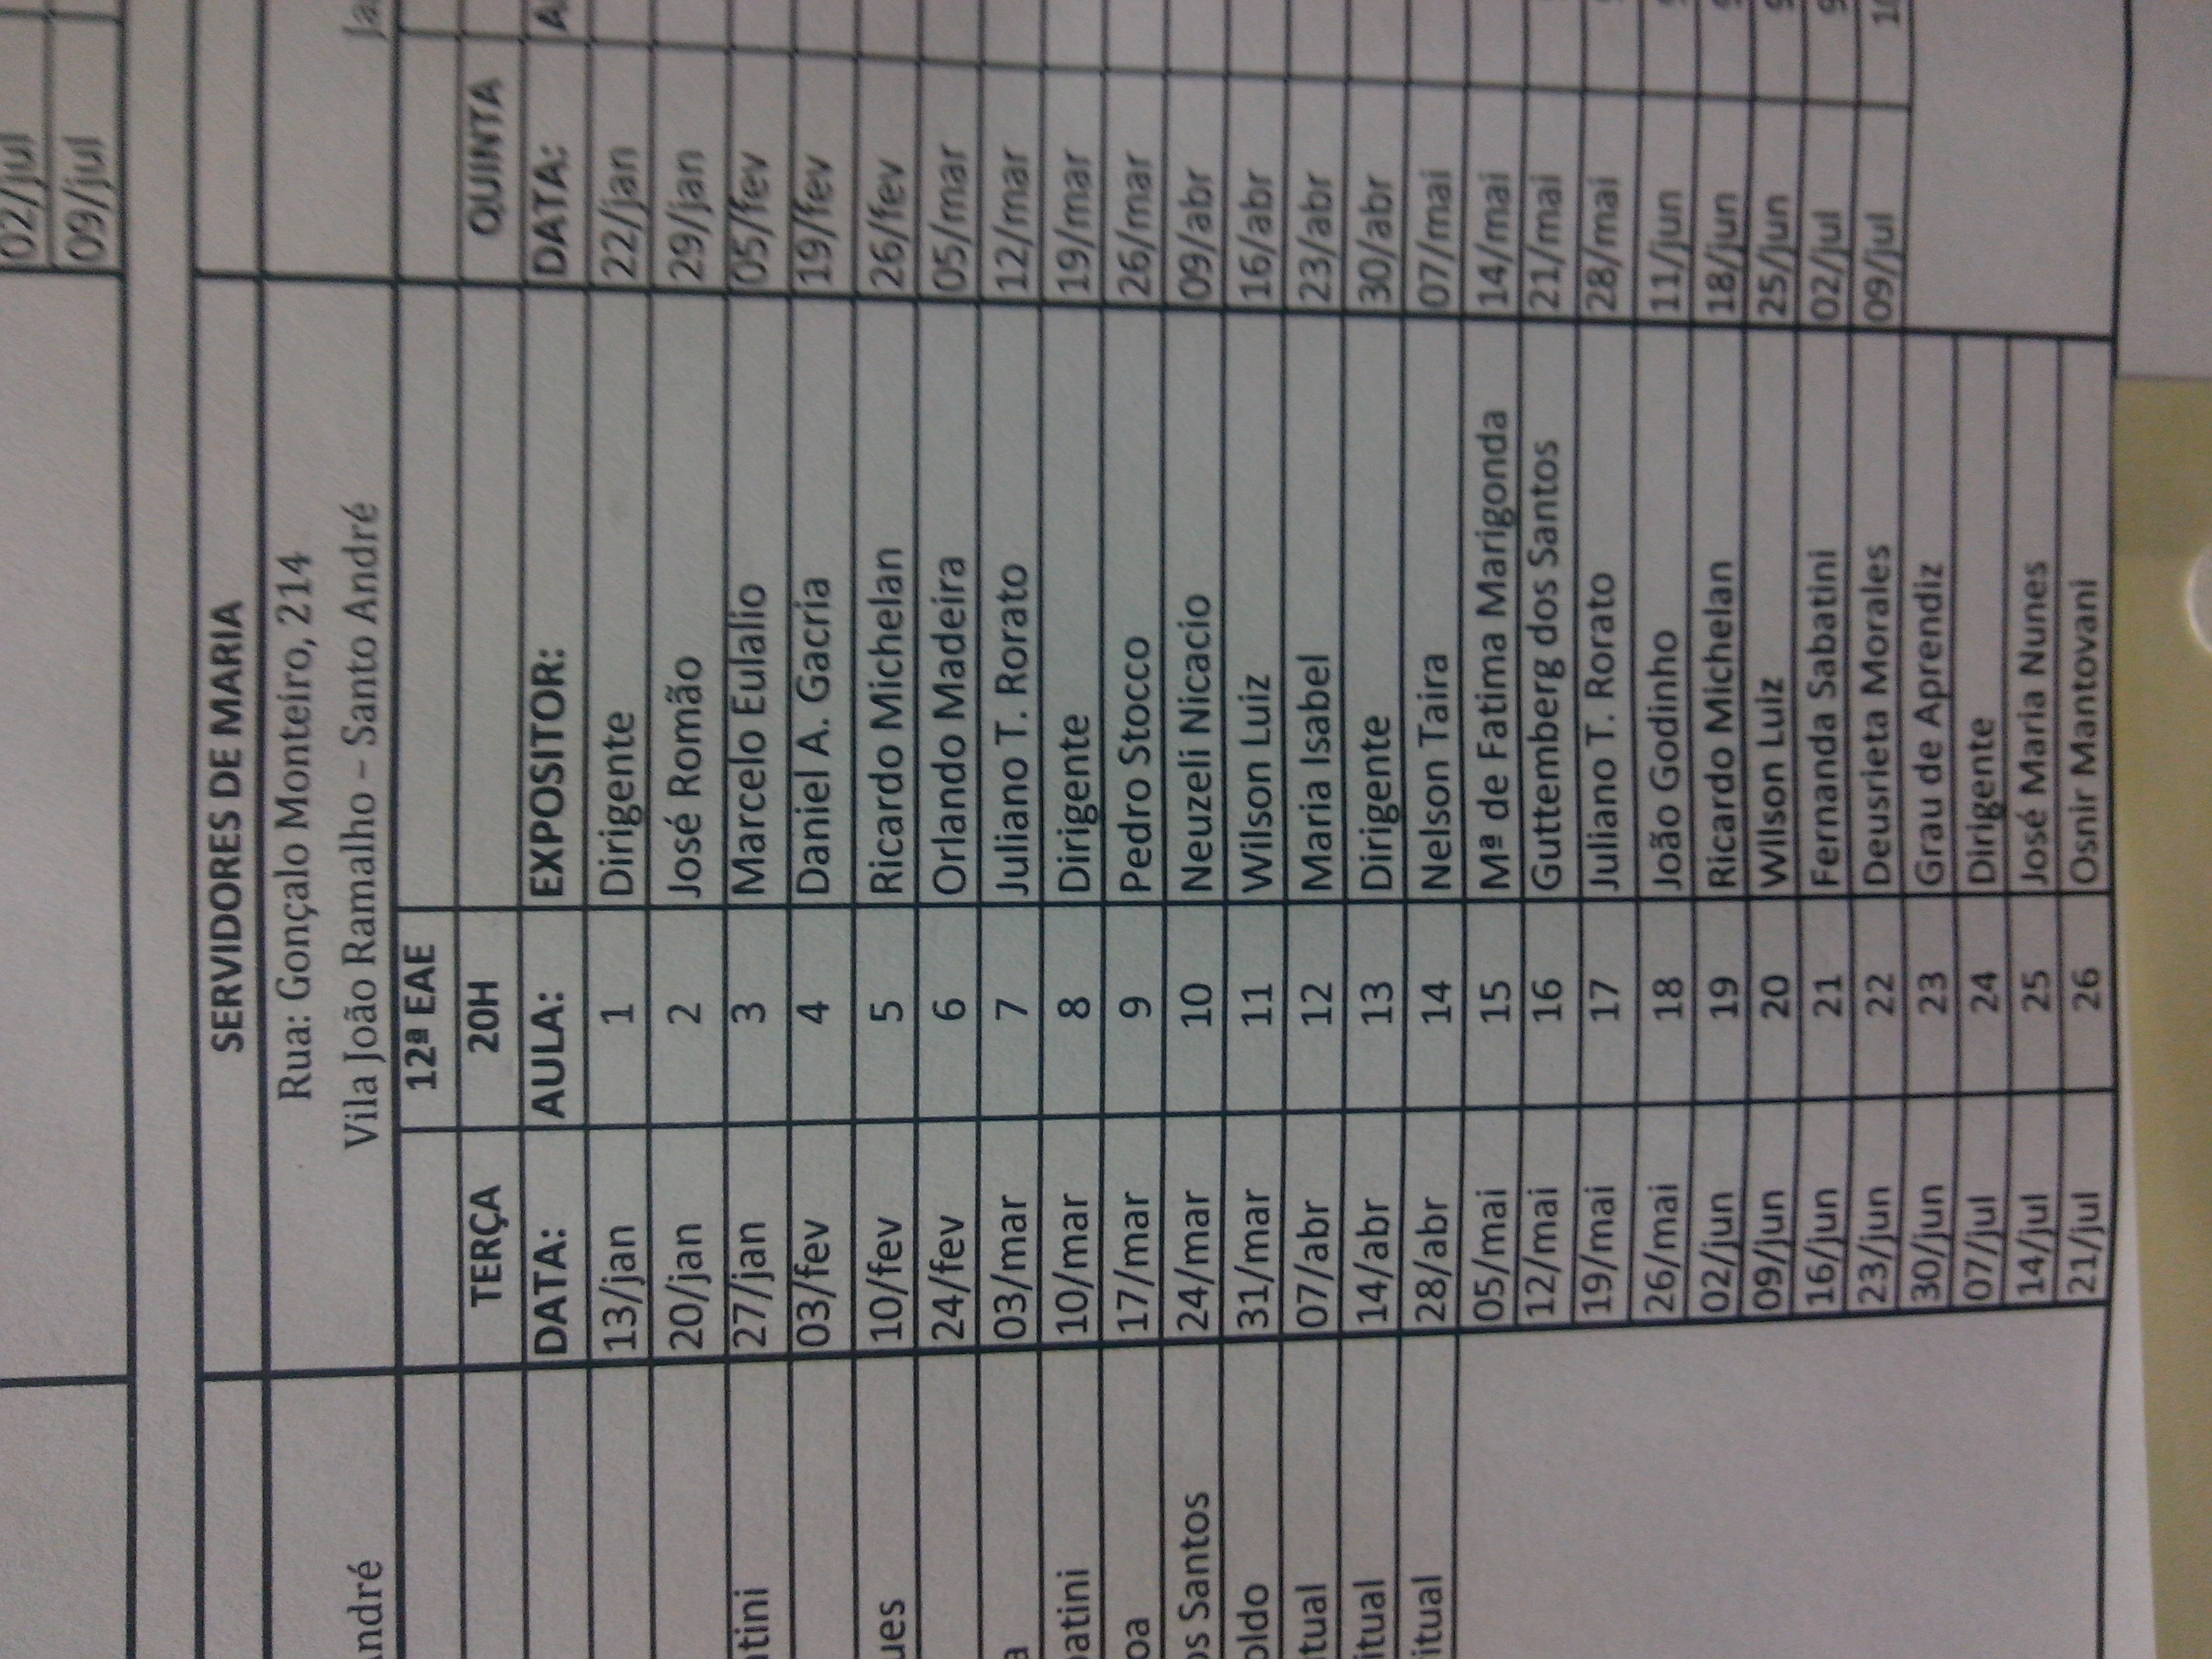 02/jul
09/jul
SERVIDORES DE MARIA
Rua: Gonçalo Monteiro, 214
Vila João Ramalho – Santo André
12ª EAE
TERÇA 20H QUINTA
DATA: AULA: EXPOSITOR: DATA:
13/jan 1 Dirigente 22/jan
20/jan 2 José Romão 29/jan
27/jan 3 Marcelo Eulalio 05/fev
03/fev 4 Daniel A. Gacria 19/fev
10/fev 5 Ricardo Michelan 26/fev
24/fev 6 Orlando Madeira 05/mar
03/mar 7 Juliano T. Rorato 12/mar
10/mar 8 Dirigente 19/mar
17/mar 9 Pedro Stocco 26/mar
Santos 24/mar 10 Neuzeli Nicacio 09/abr
31/mar 11 Wilson Luiz 16/abr
07/abr 12 Maria Isabel 23/abr
14/abr 13 Dirigente 30/abr
28/abr 14 Nelson Taira 07/mai
05/mai 15 Mª de Fatima Marigonda 14/mai
12/mai 16 Guttemberg dos Santos 21/mai
19/mai 17 Juliano T. Rorato 28/mai
26/mai 18 João Godinho 11/jun
02/jun 19 Ricardo Michelan 18/jun
09/jun 20 Wilson Luiz 25/jun
16/jun 21 Fernanda Sabatini 02/jul
23/jun 22 Deusrieta Morales 09/jul
30/jun 23 Grau de Aprendiz
07/jul 24 Dirigente
14/jul 25 José Maria Nunes
21/jul 26 Osnir Mantovani